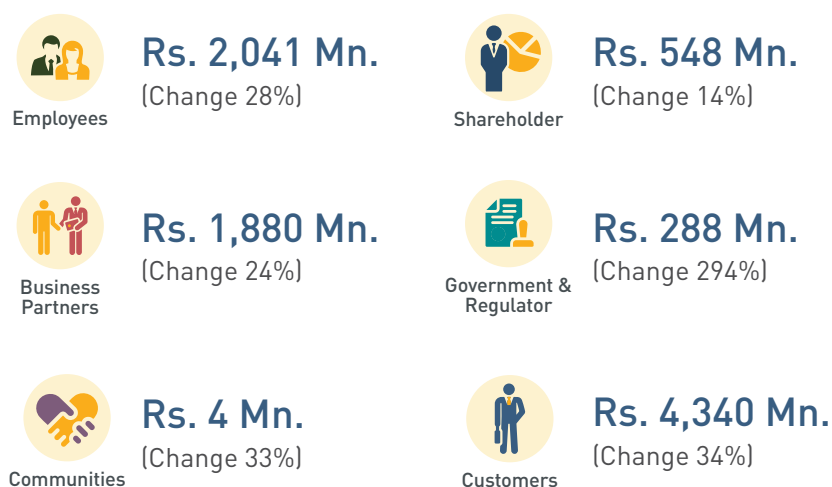 Rs. 2,041 Mn.
(Change 28%)
Employees
Rs. 548 Mn.
(Change 14%)
Shareholder
Rs. 1,880 Mn.
(Change 24%)
Business
Partners
Rs. 288 Mn.
(Change 294%)
Government &
Regulator
Rs. 4 Mn.
(Change 33%)
Communities
Rs. 4,340 Mn.
(Change 34%)
Customers